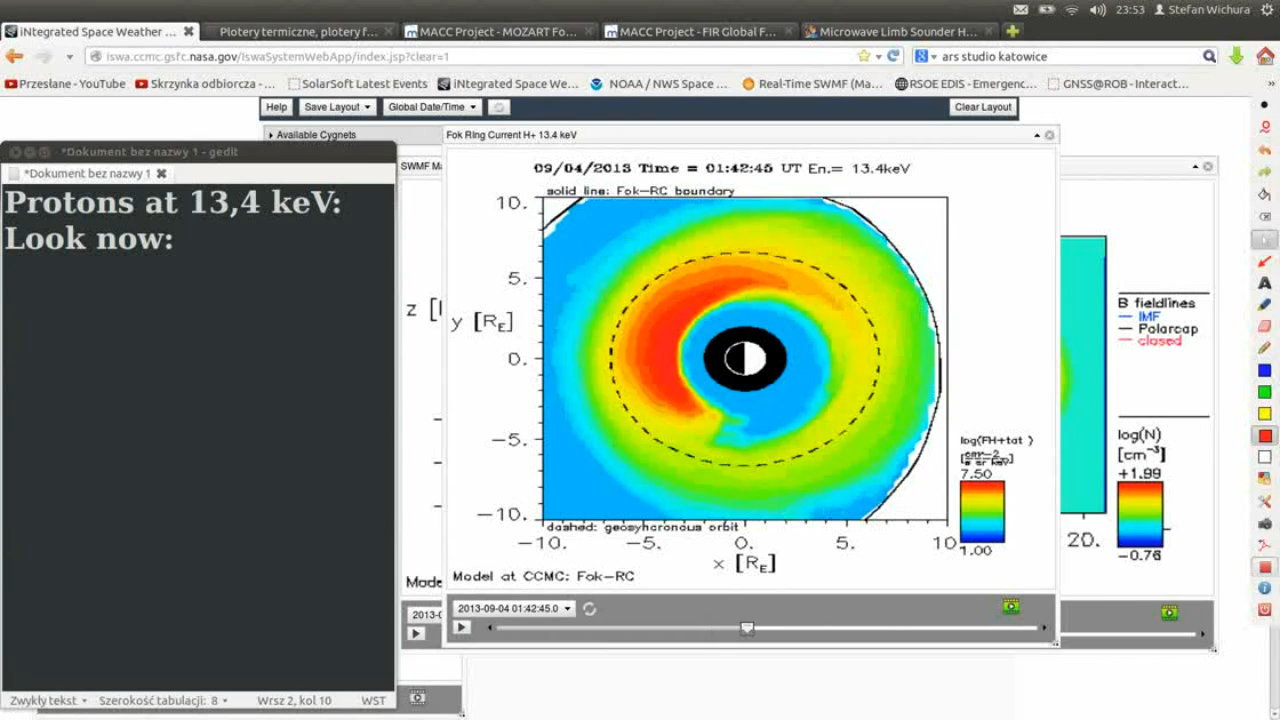 23:53 Stefan Wichura
iNtegrated Space Weather ...
Plotery termiczne, plotery f...
MACC Project - MOZART Fo...
MACC Project - FIR Global F...
Microwave Limb Sounder H...
iswa.ccmc.gsfc.nasa.gov/IswaSystemWebApp/index.jsp?clear=1
ars studio katowice
Przesłane - YouTube
Skrzynka odbiorcza - ...
SolarSoft Latest Events
iNtegrated Space We...
NOAA / NWS Space ...
Real-Time SWMF (Ma...
RSOE EDIS - Emergenc...
GNSS@ROB - Interact...
Help
Save Layout
Global Date/Time
Clear Layout
Available Cygnets
Fok Ring Current H+ 13.4 keV
*Dokument bez nazwy 1 - gedit
*Dokument bez nazwy 1
Protons at 13,4 keV:
Look now:
SWMF Ma
09/04/2013 Time = 01:42:45 UT En.= 13.4keV
solid line: Fok-RC boundary
10.
5.
y [RE]
0.
−5.
−10.
dashed: geosyncronous orbit
−10.
−5.
0.
5.
10
x [RE]
Model at CCMC: Fok-RC
7.50
1.00
z [
B fieldlines
IMF
Polarcap
closed
log(N)
[cm−3]
+1.99
−0.76
20.
Mode
2013-0
2013-09-04 01:42:45.0
Zwykły tekst
Szerokość tabulacji: 8
Wrsz 2, kol 10
WST